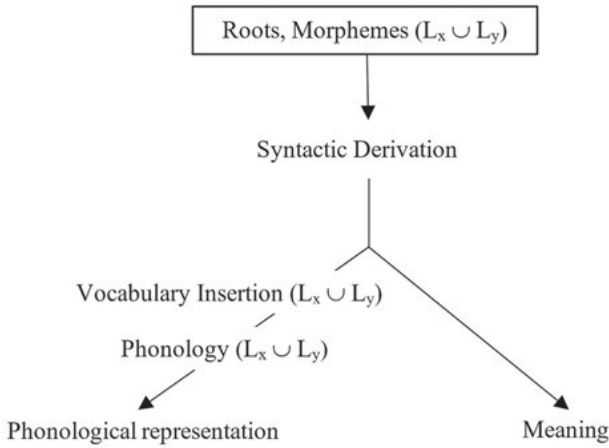 Roots, Morphemes (Lx ∪ Ly)
Syntactic Derivation
Vocabulary Insertion (Lx ∪ Ly)
Phonology (Lx ∪ Ly)
Phonological representation
Meaning